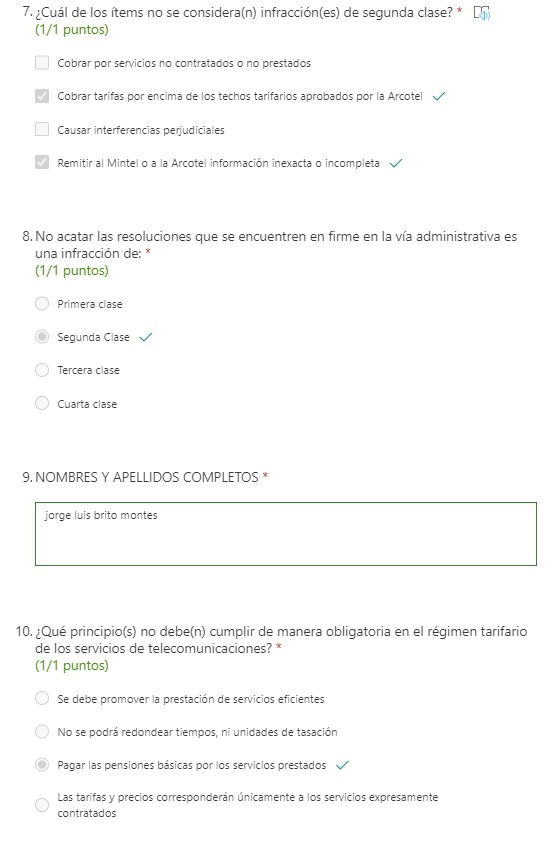 7. ¿Cuál de los ítems no se considera(n) infracción(es) de segunda clase? *
(1/1 puntos)
Cobrar por servicios no contratados o no prestados
Cobrar tarifas por encima de los techos tarifarios aprobados por la Arcotel
Causar interferencias perjudiciales
Remitir al Mintel o a la Arcotel información inexacta o incompleta
8. No acatar las resoluciones que se encuentren en firme en la vía administrativa es
una infracción de: *
(1/1 puntos)
Primera clase
Segunda Clase
Tercera clase
Cuarta clase
9. NOMBRES Y APELLIDOS COMPLETOS *
jorge luis brito montes
10. ¿Qué principio(s) no debe(n) cumplir de manera obligatoria en el régimen tarifario
de los servicios de telecomunicaciones? *
(1/1 puntos)
Se debe promover la prestación de servicios eficientes
No se podrá redondear tiempos, ni unidades de tasación
Pagar las pensiones básicas por los servicios prestados
Las tarifas y precios corresponderán únicamente a los servicios expresamente
contratados